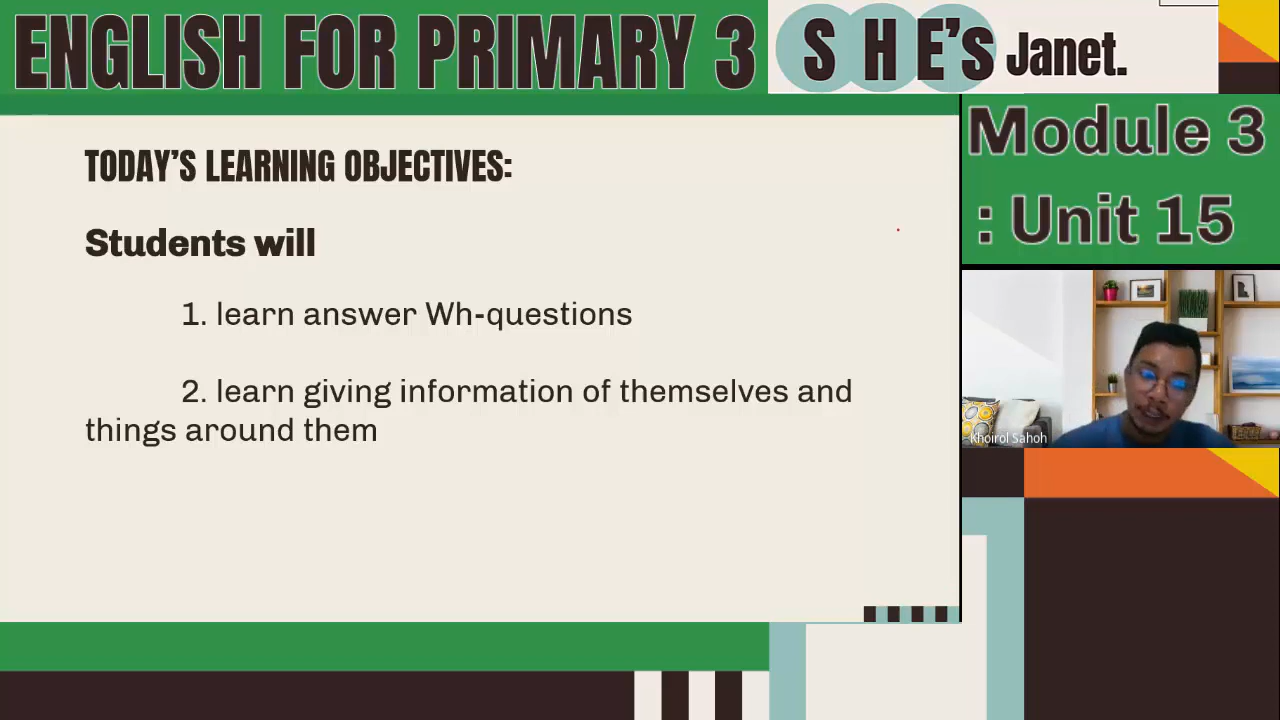 ENGLISH FOR PRIMARY 3
S H E’s Janet.
Module 3
: Unit 15
TODAY’S LEARNING OBJECTIVES:
Students will
1. learn answer Wh-questions
2. learn giving information of themselves and
things around them
Khoirol Sahoh